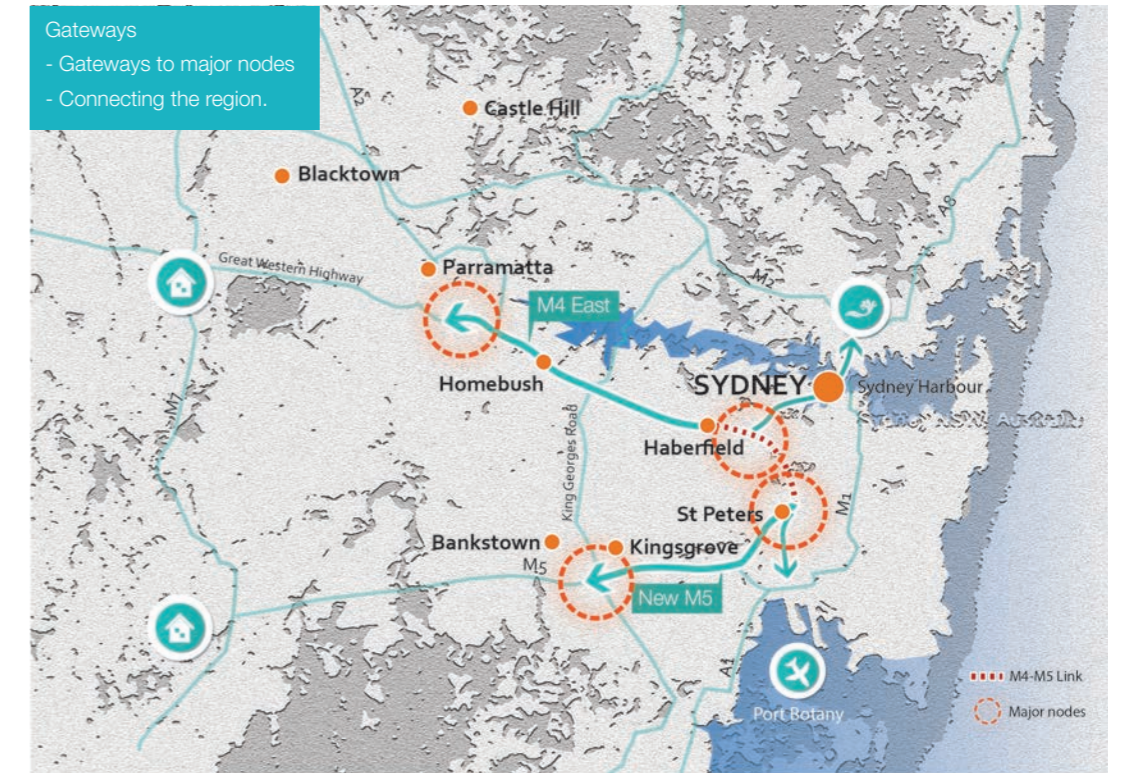 Gateways
- Gateways to major nodes
- Connecting the region.
A3
Castle Hill
Blacktown
A8
Great Western Highway
Parramatta
M2
M4 East
Homebush
SYDNEY
Sydney Harbour
M7
Haberfield
King Georges Road
St Peters
M1
Bankstown
Kingsgrove
M5
New M5
A1
M4-M5 Link
Port Botany
Major nodes